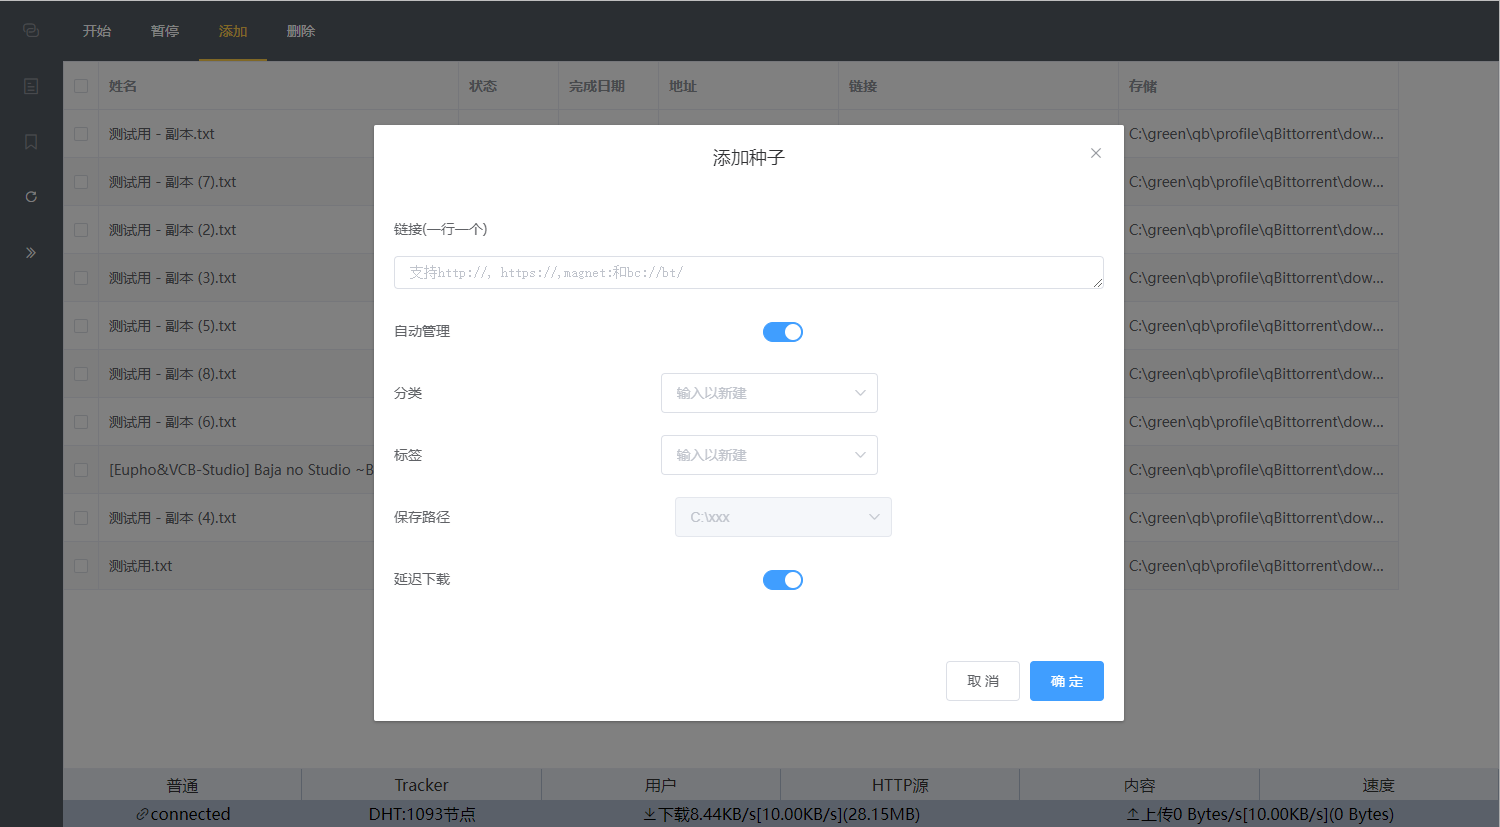 开始 暂停 添加 删除
姓名 状态 完成日期 地址 链接 存储
测试用 - 副本.txt C:\green\qb\profile\qBittorrent\dow...
测试用 - 副本 (7).txt C:\green\qb\profile\qBittorrent\dow...
测试用 - 副本 (2).txt C:\green\qb\profile\qBittorrent\dow...
测试用 - 副本 (3).txt C:\green\qb\profile\qBittorrent\dow...
测试用 - 副本 (5).txt C:\green\qb\profile\qBittorrent\dow...
测试用 - 副本 (8).txt C:\green\qb\profile\qBittorrent\dow...
测试用 - 副本 (6).txt C:\green\qb\profile\qBittorrent\dow...
[Eupho&VCB-Studio] Baja no Studio ~B C:\green\qb\profile\qBittorrent\dow...
测试用 - 副本 (4).txt C:\green\qb\profile\qBittorrent\dow...
测试用.txt C:\green\qb\profile\qBittorrent\dow...
添加种子
链接(一行一个)
支持http://, https://,magnet:和bc://bt/
自动管理
分类 输入以新建
标签 输入以新建
保存路径 C:\xxx
延迟下载
取 消 确 定
普通 Tracker 用户 HTTP源 内容 速度
connected DHT:1093节点 下载8.44KB/s[10.00KB/s](28.15MB) 上传0 Bytes/s[10.00KB/s](0 Bytes)